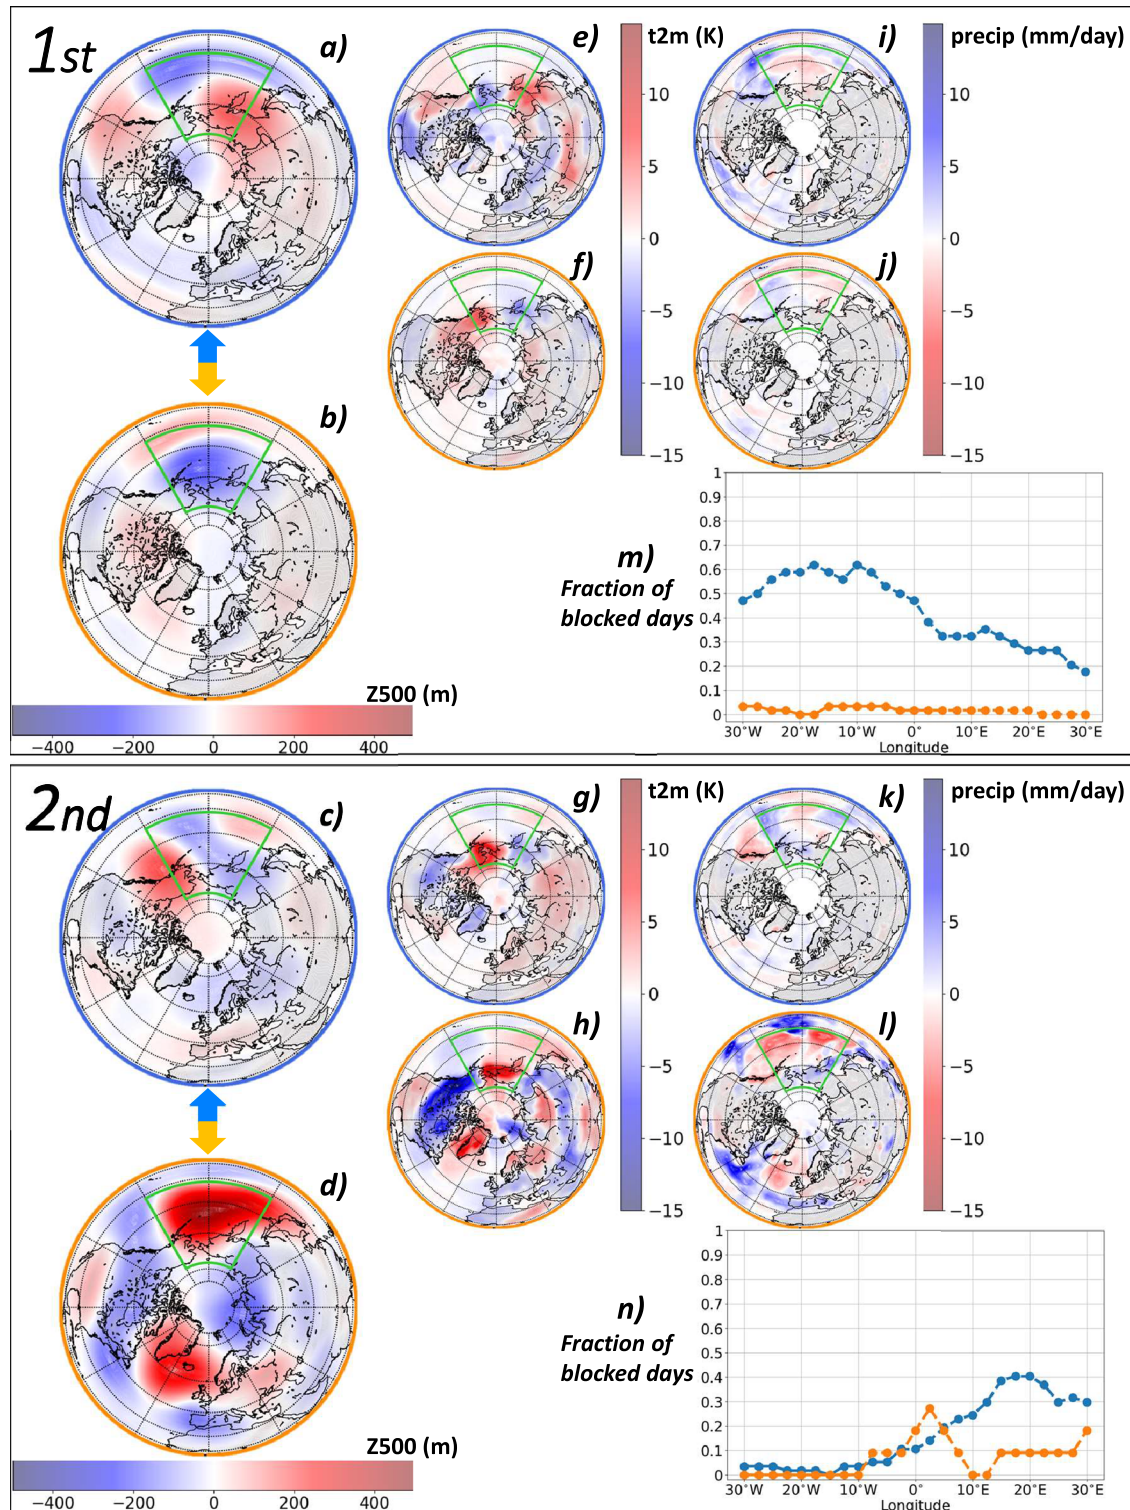 1st
a)
e)
t2m (K)
i)
precip (mm/day)
10
5
0
−5
−10
−15
10
5
0
−5
−10
−15
f)
j)
b)
Z500 (m)
−400
−200
0
200
400
m)
Fraction of
blocked days
1
0.9
0.8
0.7
0.6
0.5
0.4
0.3
0.2
0.1
0
30°W
20°W
10°W
0°
10°E
20°E
30°E
Longitude
2nd
c)
g)
t2m (K)
k)
precip (mm/day)
10
5
0
−5
−10
−15
10
5
0
−5
−10
−15
h)
l)
d)
Z500 (m)
−400
−200
0
200
400
n)
Fraction of
blocked days
1
0.9
0.8
0.7
0.6
0.5
0.4
0.3
0.2
0.1
0
30°W
20°W
10°W
0°
10°E
20°E
30°E
Longitude